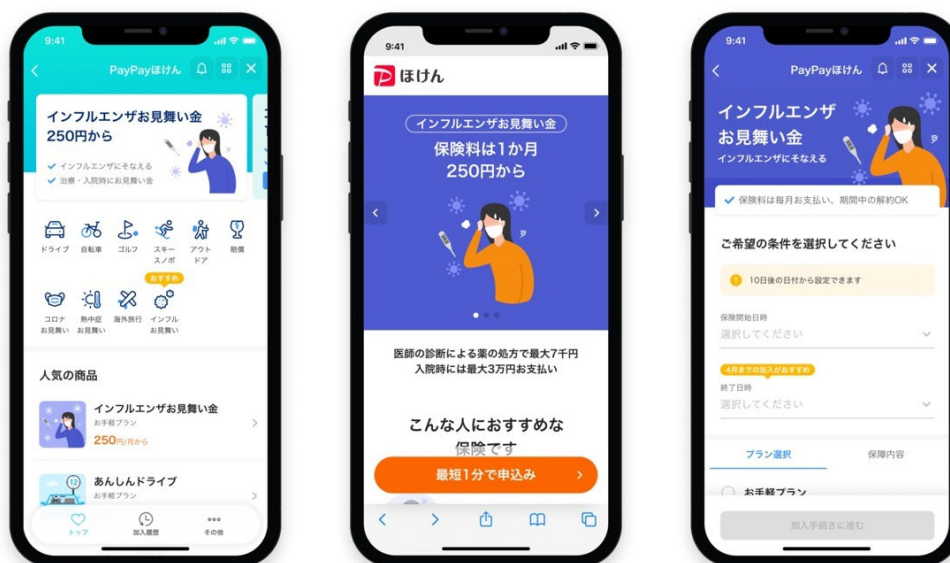 9:41
PayPayほけん
インフルエンザお見舞い金
250円から
インフルエンザにそなえる
治療・入院時にお見舞い金
ドライブ
自転車
ゴルフ
スキー
スノボ
アウト
ドア
賠償
おすすめ
コロナ
お見舞い
熱中症
お見舞い
海外旅行
インフル
お見舞い
人気の商品
インフルエンザお見舞い金
お手軽プラン
250円/月から
12
あんしんドライブ
お手軽プラン
トップ
加入履歴
その他
9:41
ほけん
インフルエンザお見舞い金
保険料は1か月
250円から
医師の診断による薬の処方で最大7千円
入院時には最大3万円お支払い
こんな人におすすめな
保険です
最短1分で申込み
9:41
PayPayほけん
インフルエンザ
お見舞い金
インフルエンザにそなえる
保険料は毎月お支払い、期間中の解約OK
ご希望の条件を選択してください
10日後の日付から設定できます
保険開始日時
選択してください
4月までの加入がおすすめ
終了日時
選択してください
プラン選択
保障内容
お手軽プラン
加入手続きに進む